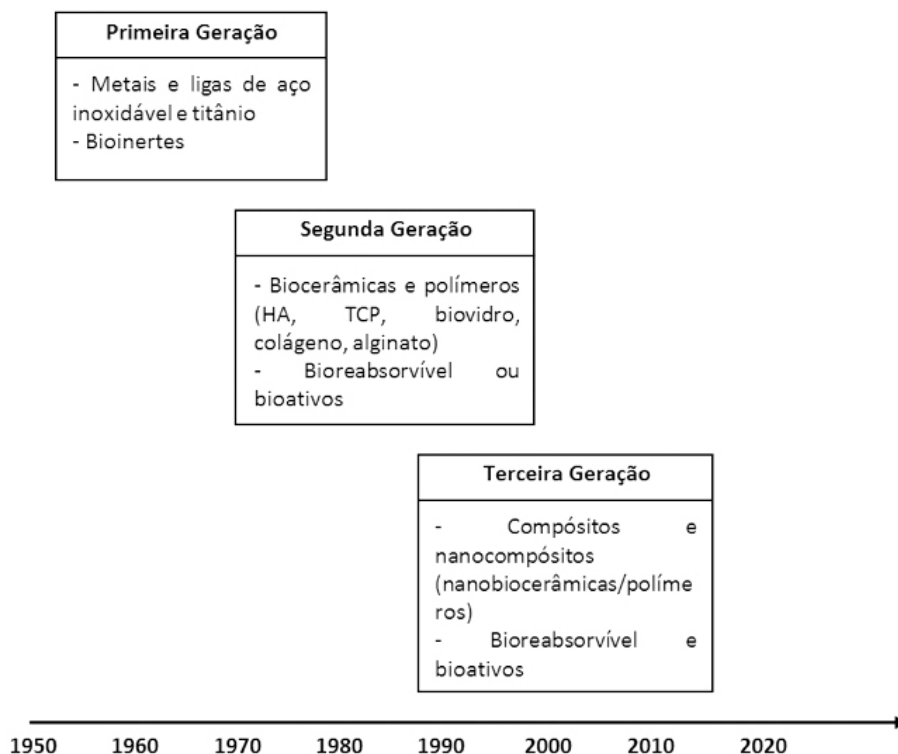 Primeira Geração
- Metais e ligas de aço
inoxidável e titânio
- Bioinertes
Segunda Geração
- Biocerâmicas e polímeros
(HA, TCP, biovidro,
colágeno, alginato)
- Bioreabsorvível ou
bioativos
Terceira Geração
- Compósitos e
nanocompósitos
(nanobiocerâmicas/políme
ros)
- Bioreabsorvível e
bioativos
1950 1960 1970 1980 1990 2000 2010 2020